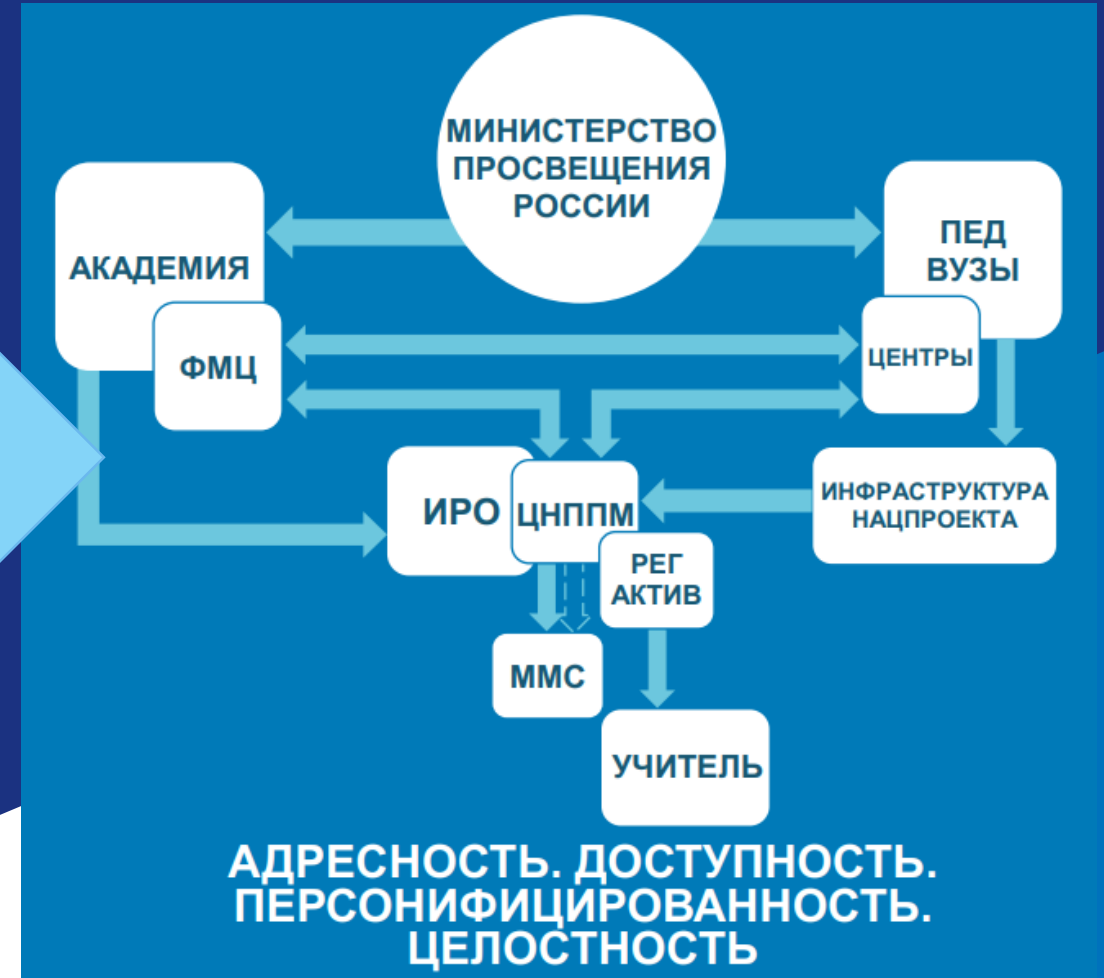 МИНИСТЕРСТВО
ПРОСВЕЩЕНИЯ
РОССИИ
АКАДЕМИЯ
ПЕД
ВУЗЫ
ФМЦ
ЦЕНТРЫ
ИРО
ЦНППМ
ИНФРАСТРУКТУРА
НАЦПРОЕКТА
РЕГ
АКТИВ
ММС
УЧИТЕЛЬ
АДРЕСНОСТЬ. ДОСТУПНОСТЬ.
ПЕРСОНИФИЦИРОВАННОСТЬ.
ЦЕЛОСТНОСТЬ